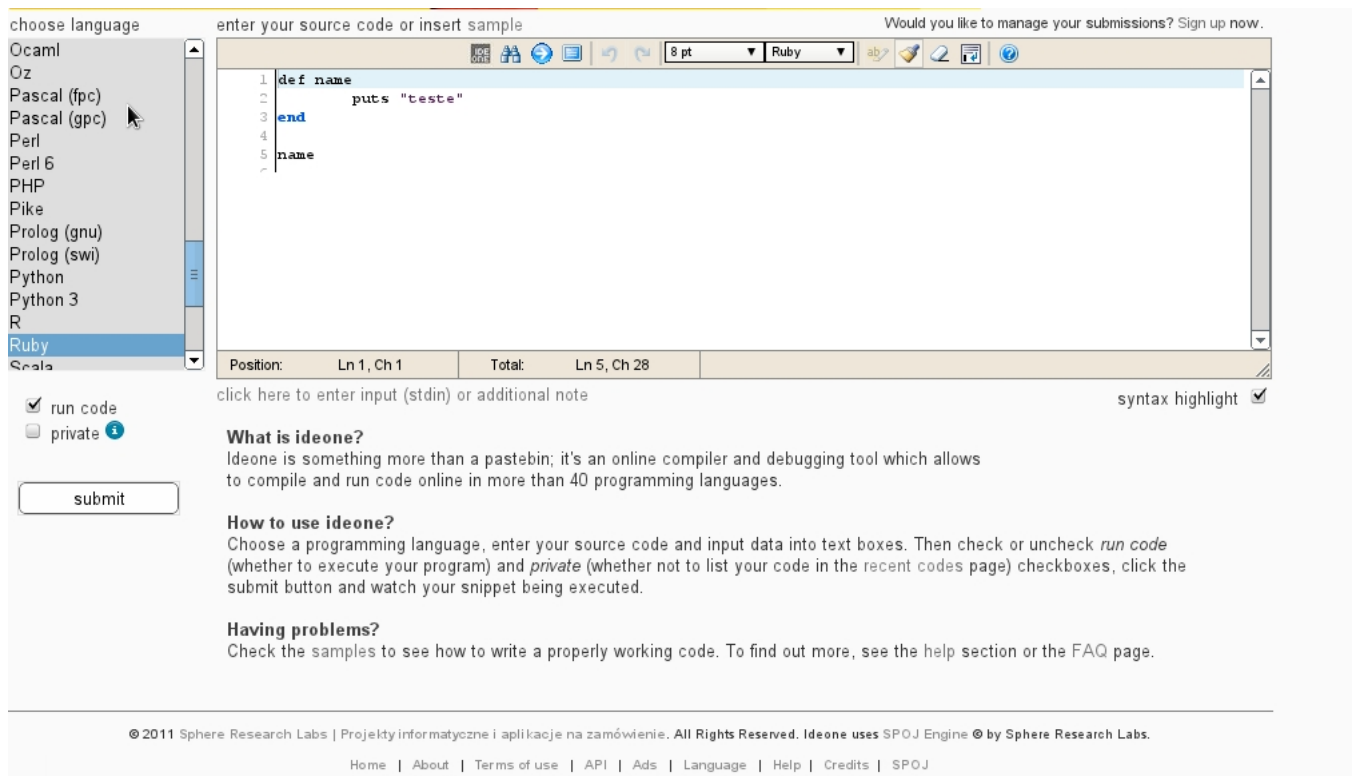 choose language
enter your source code or insert sample
Would you like to manage your submissions? Sign up now.
Ocaml
Oz
Pascal (fpc)
Pascal (gpc)
Perl
Perl 6
PHP
Pike
Prolog (gnu)
Prolog (swi)
Python
Python 3
R
Ruby
Scala
IDE ONE
8 pt
Ruby
1 def name
2 puts "teste"
3 end
4
5 name
Position: Ln 1, Ch 1 Total: Ln 5, Ch 28
click here to enter input (stdin) or additional note
syntax highlight
run code
private
submit
What is ideone?
Ideone is something more than a pastebin; it's an online compiler and debugging tool which allows
to compile and run code online in more than 40 programming languages.
How to use ideone?
Choose a programming language, enter your source code and input data into text boxes. Then check or uncheck run code
(whether to execute your program) and private (whether not to list your code in the recent codes page) checkboxes, click the
submit button and watch your snippet being executed.
Having problems?
Check the samples to see how to write a properly working code. To find out more, see the help section or the FAQ page.
© 2011 Sphere Research Labs | Projekty informatyczne i aplikacje na zamówienie. All Rights Reserved. Ideone uses SPOJ Engine © by Sphere Research Labs.
Home | About | Terms of use | API | Ads | Language | Help | Credits | SPOJ